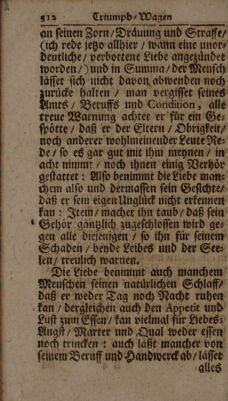 512 Triumph-Wagen
an seinen Zorn/ Dräuung und Straffe/
(ich rede jetzo allhier / wann eine unor-
dentliche/ verbottene Liebe angezündet
worden/) und in Summa/ der Mensch
lässet sich nicht davon abwenden noch
zurücke halten / man vergisset seines
Amts / Beruffs und Condition, alle
treue Warnung achtet er für ein Ge-
spötte / daß er der Eltern / Obrigkeit/
noch anderer wohlmeinender Leute Re-
de / so es gar gut mit ihm meynen / in
acht nimmt / noch ihnen einig Verhör
gestattet : Also benimmt die Liebe man-
chem also und dermassen sein Gesichte/
daß er sein eigen Unglück nicht erkennen
kan : Item / machet ihn taub / daß sein
Gehör gäntzlich zugeschlossen wird ge-
gen alle diejenigen / so ihn für seinem
Schaden / beyde Leibes und der See-
len / treulich warnen.
Die Liebe benimmt auch manchem
Menschen seinen natürlichen Schlaff/
daß er weder Tag noch Nacht ruhen
kan / dergleichen auch den Appetit und
Lust zum Essen / kan vielmal für Liebes-
Angst / Marter und Qual weder essen
noch trincken : auch läßt mancher von
seinem Beruff und Handwerck ab / lässet
alles